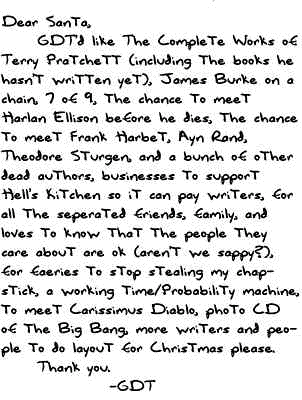 Dear Santa,
GDT'd like The Complete Works of
Terry Pratchett (including The books he
hasn't written yet), James Burke on a
chain, 7 of 9, The chance To meet
Harlan Ellison before he dies, The chance
To meet Frank Harbet, Ayn Rand,
Theodore Sturgen, and a bunch of other
dead authors, businesses To support
Hell's Kitchen so it can pay writers, for
all The seperated friends, family, and
loves To know That The people They
care about are ok (aren't we sappy?),
for faeries To stop stealing my chap-
stick, a working Time/Probability machine,
To meet Carissimus Diablo, photo CD
of The Big Bang, more writers and peo-
ple To do layout for Christmas please.
Thank you.
-GDT